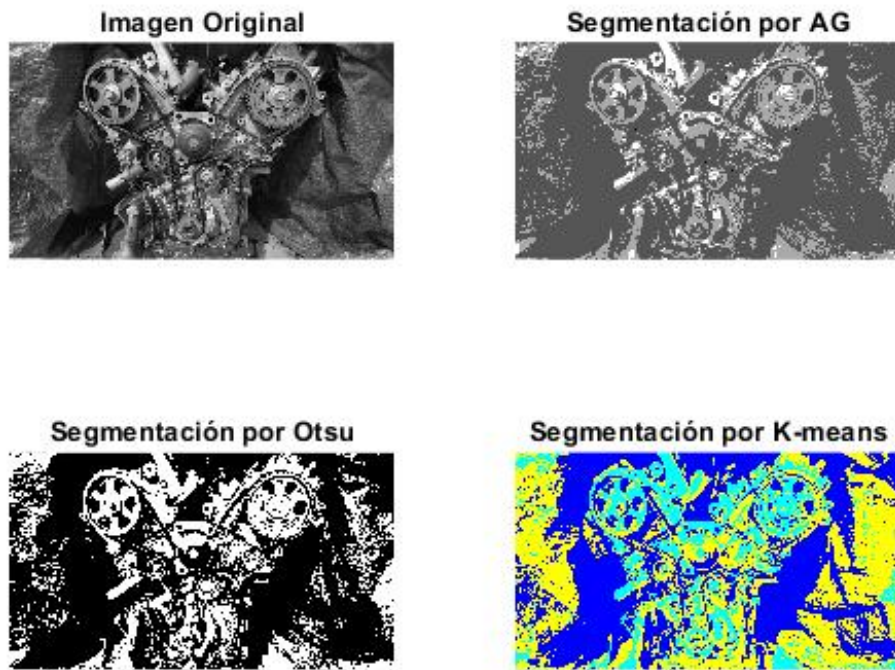 Imagen Original
Segmentación por AG
Segmentación por Otsu
Segmentación por K-means